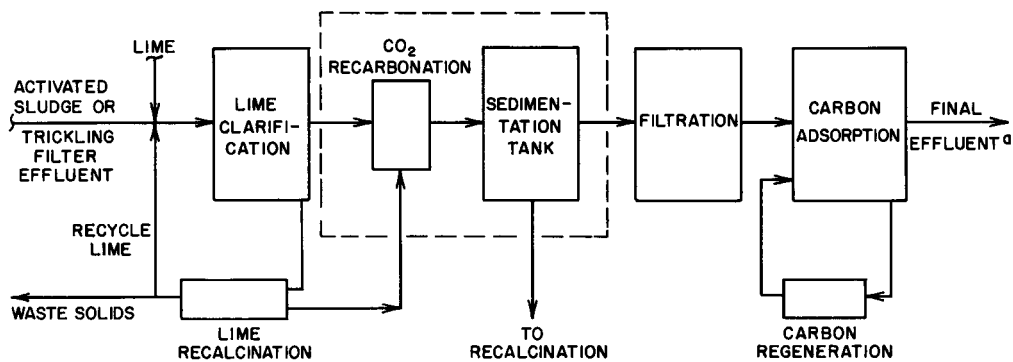 LIME
ACTIVATED
SLUDGE OR
TRICKLING
FILTER
EFFLUENT
LIME
CLARIFI-
CATION
CO₂
RECARBONATION
SEDIMEN-
TATION
TANK
FILTRATION
CARBON
ADSORPTION
FINAL
EFFLUENT ᵃ
RECYCLE
LIME
WASTE SOLIDS
LIME
RECALCINATION
TO
RECALCINATION
CARBON
REGENERATION